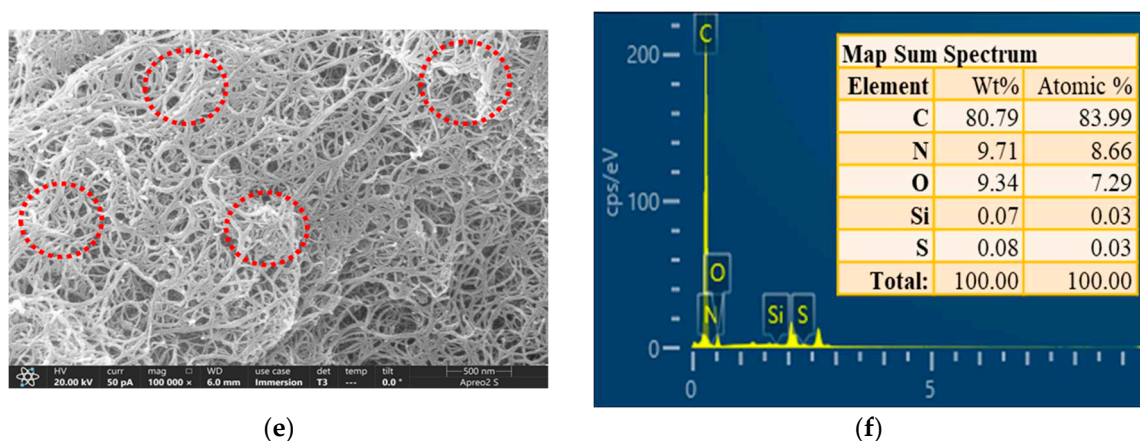 HV curr mag □ WD use case det temp tilt 500 nm
20.00 kV 50 pA 100 000 × 6.0 mm Immersion T3 --- 0.0 ° Apreo2 S
(e)
cps/eV
200
100
0
0
5
C
O
N
Si
S
Map Sum Spectrum
Element Wt% Atomic %
C 80.79 83.99
N 9.71 8.66
O 9.34 7.29
Si 0.07 0.03
S 0.08 0.03
Total: 100.00 100.00
(f)